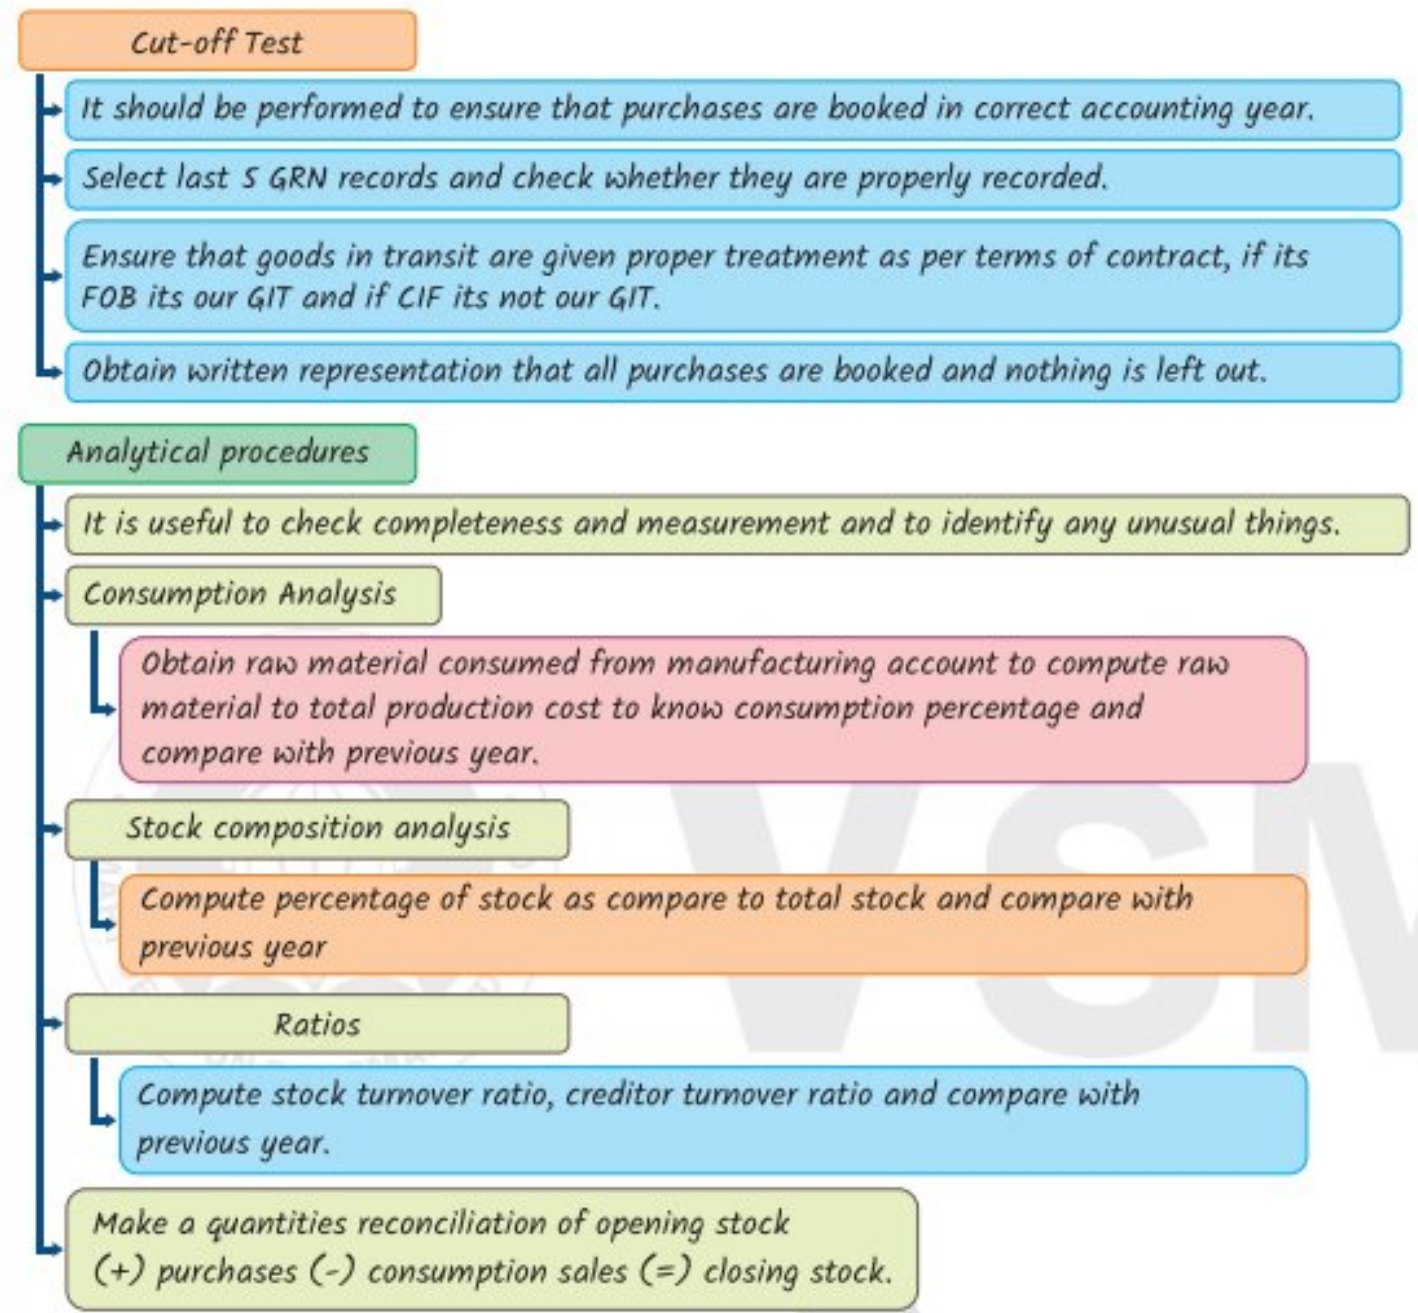 Cut-off Test
It should be performed to ensure that purchases are booked in correct accounting year.
Select last 5 GRN records and check whether they are properly recorded.
Ensure that goods in transit are given proper treatment as per terms of contract, if its
FOB its our GIT and if CIF its not our GIT.
Obtain written representation that all purchases are booked and nothing is left out.
Analytical procedures
It is useful to check completeness and measurement and to identify any unusual things.
Consumption Analysis
Obtain raw material consumed from manufacturing account to compute raw
material to total production cost to know consumption percentage and
compare with previous year.
Stock composition analysis
Compute percentage of stock as compare to total stock and compare with
previous year
Ratios
Compute stock turnover ratio, creditor turnover ratio and compare with
previous year.
Make a quantities reconciliation of opening stock
(+) purchases (-) consumption sales (=) closing stock.
VSM